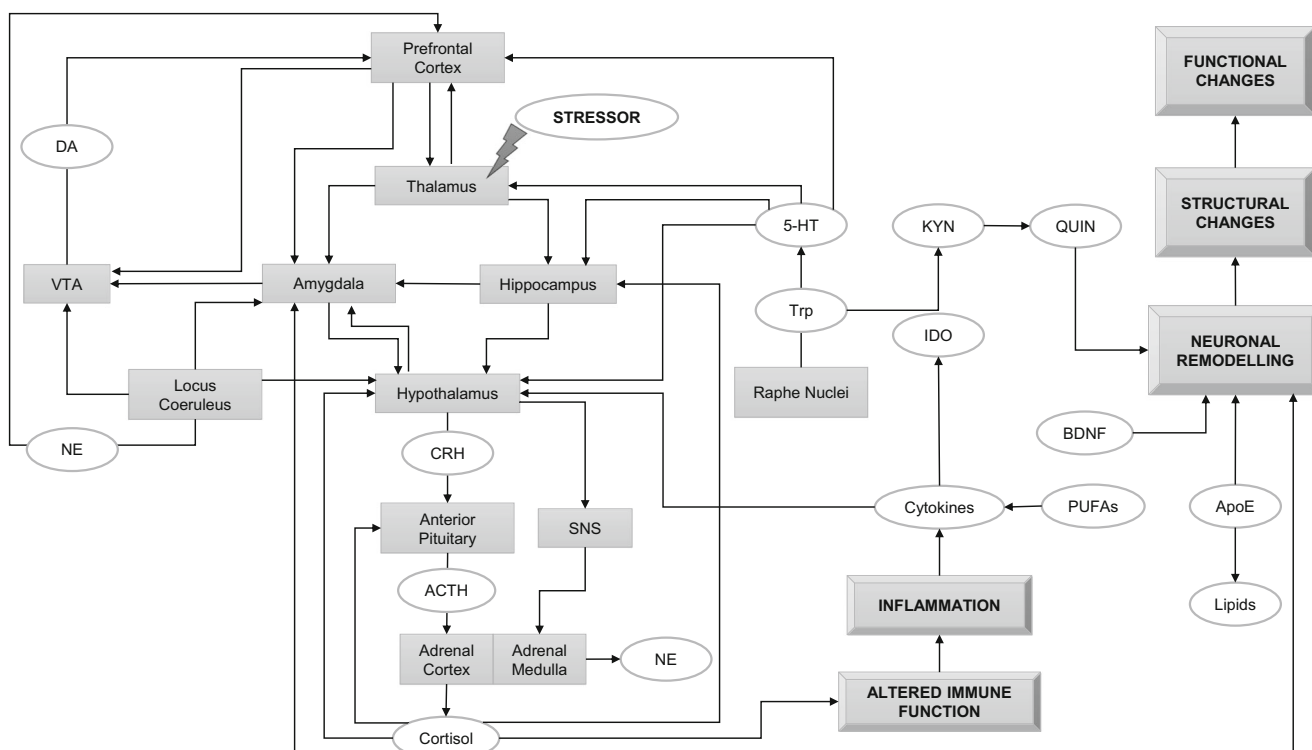 Prefrontal
Cortex
FUNCTIONAL
CHANGES
STRESSOR
DA
Thalamus
STRUCTURAL
CHANGES
5-HT
KYN
QUIN
VTA
Amygdala
Hippocampus
Trp
IDO
NEURONAL
REMODELLING
Locus
Coeruleus
Hypothalamus
Raphe Nuclei
NE
CRH
BDNF
Anterior
Pituitary
SNS
Cytokines
PUFAs
ApoE
ACTH
INFLAMMATION
Lipids
Adrenal
Cortex
Adrenal
Medulla
NE
ALTERED IMMUNE
FUNCTION
Cortisol